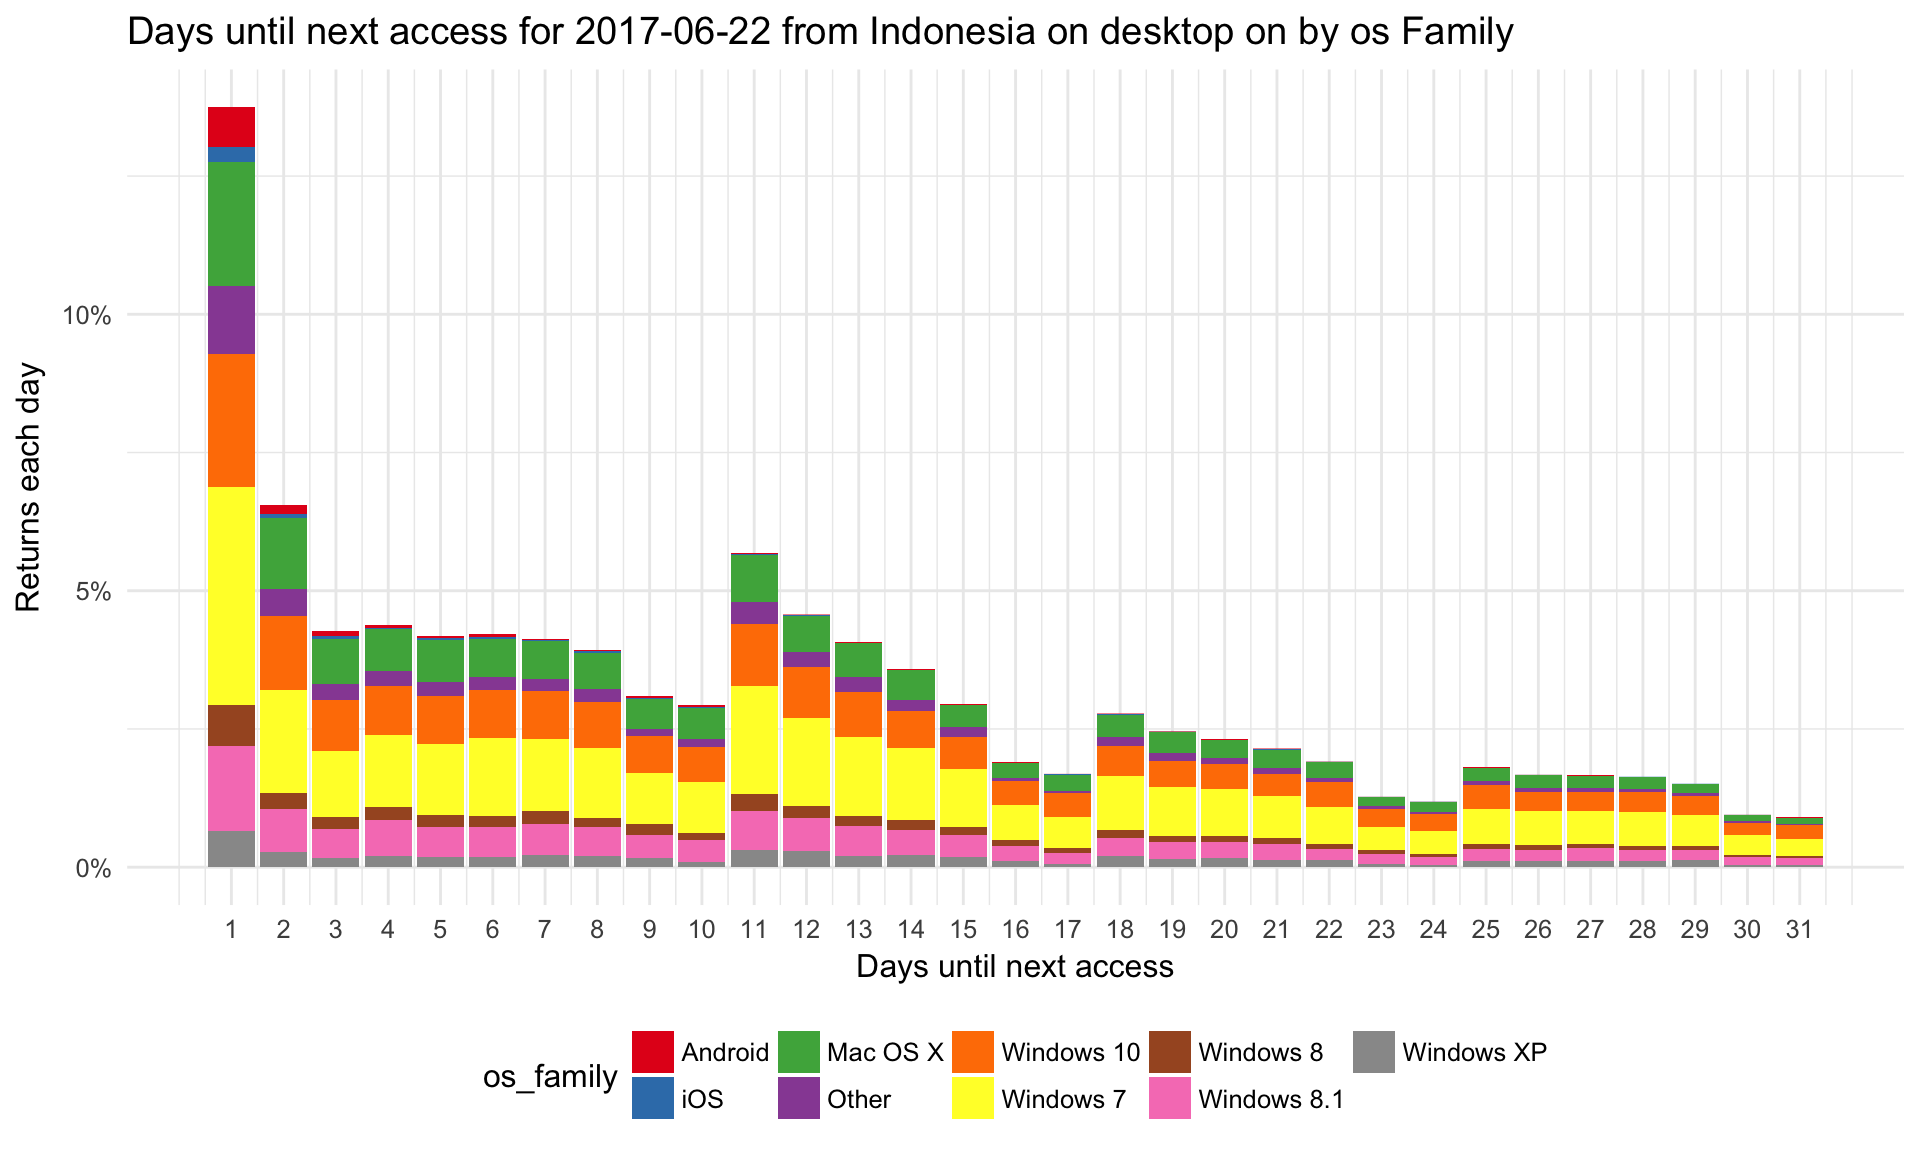 Days until next access for 2017-06-22 from Indonesia on desktop on by os Family
Returns each day
10%
5%
0%
1 2 3 4 5 6 7 8 9 10 11 12 13 14 15 16 17 18 19 20 21 22 23 24 25 26 27 28 29 30 31
Days until next access
os_family
Android Mac OS X Windows 10 Windows 8 Windows XP
iOS Other Windows 7 Windows 8.1